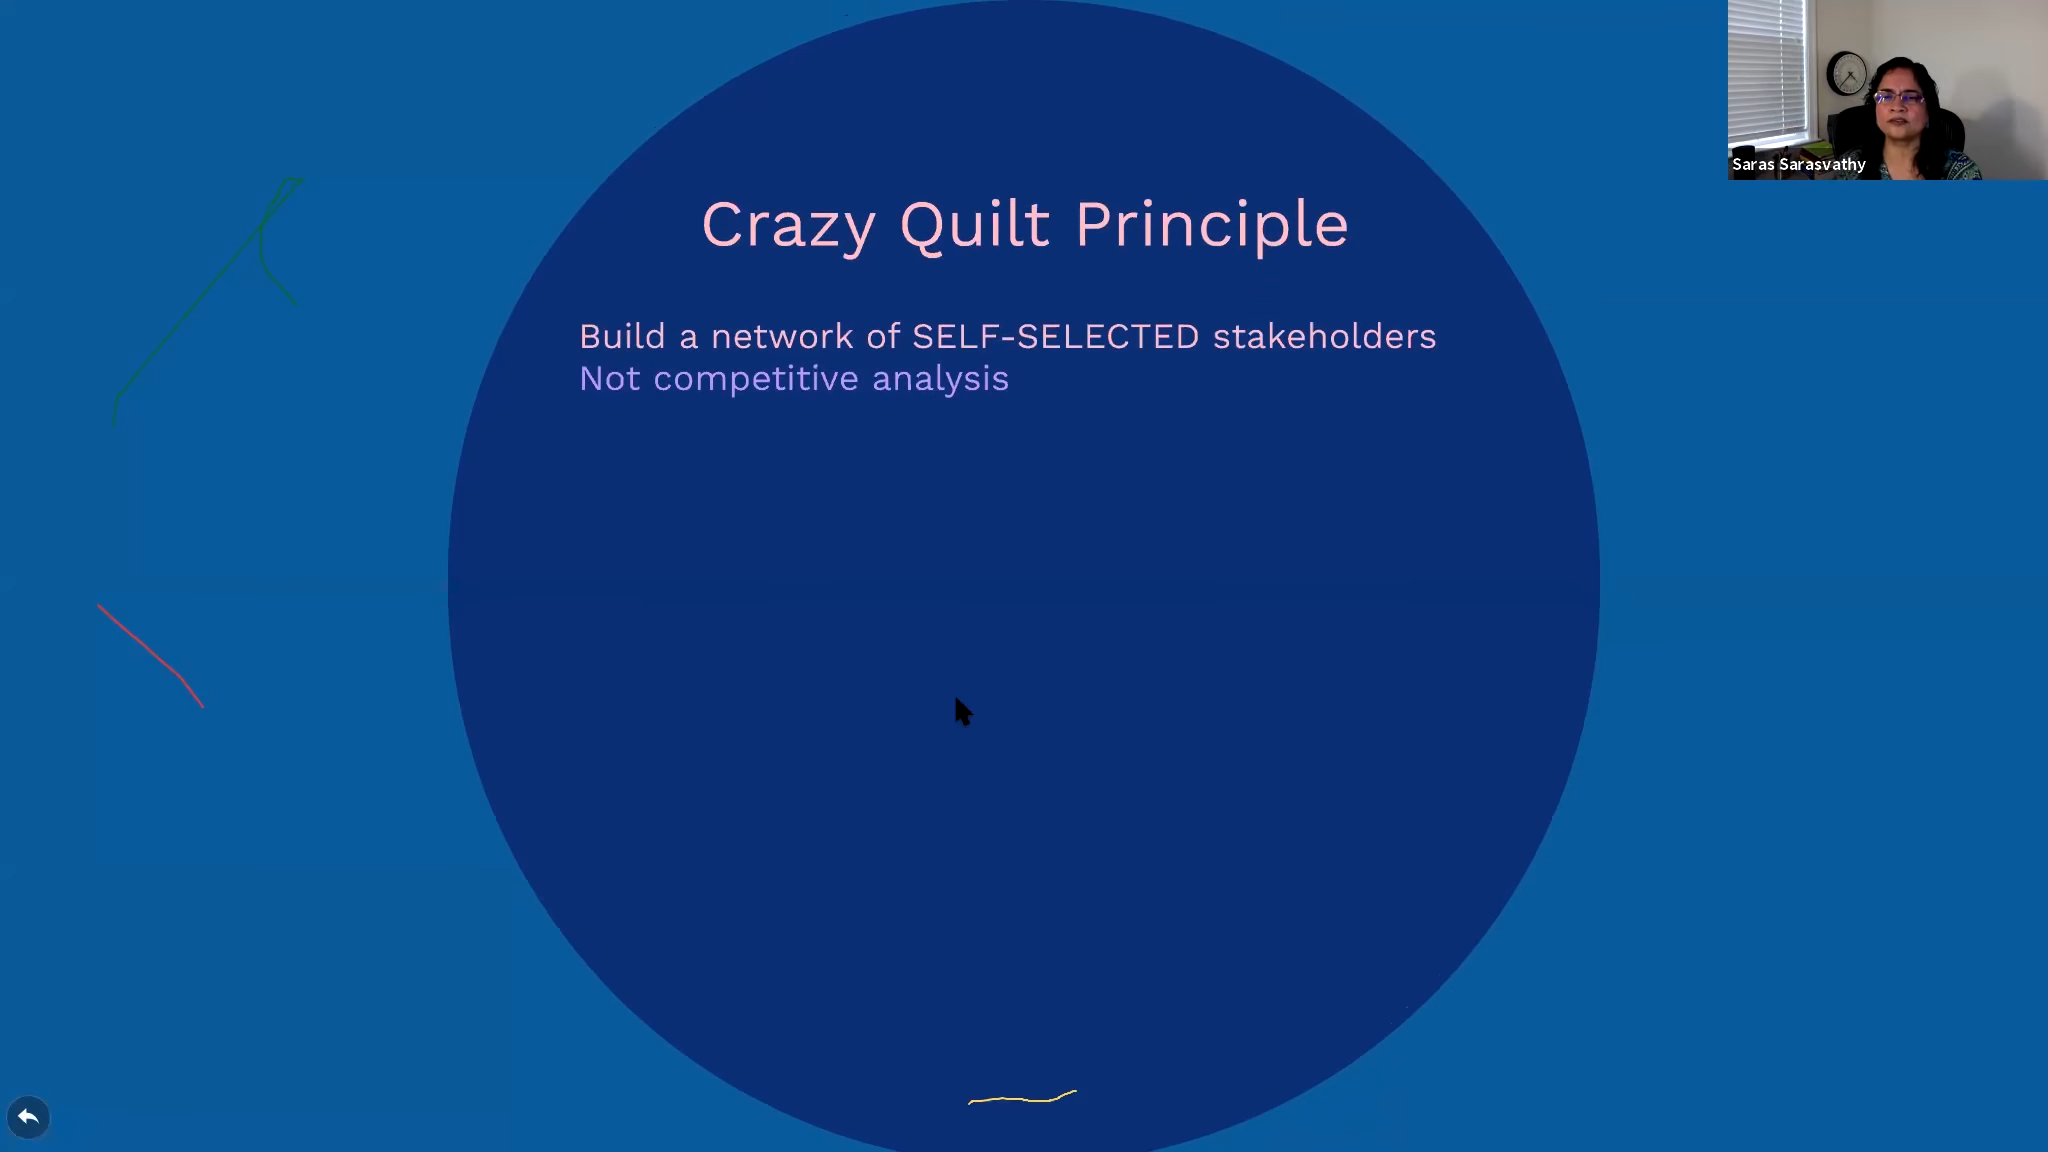 Saras Sarasvathy
Crazy Quilt Principle
Build a network of SELF-SELECTED stakeholders
Not competitive analysis